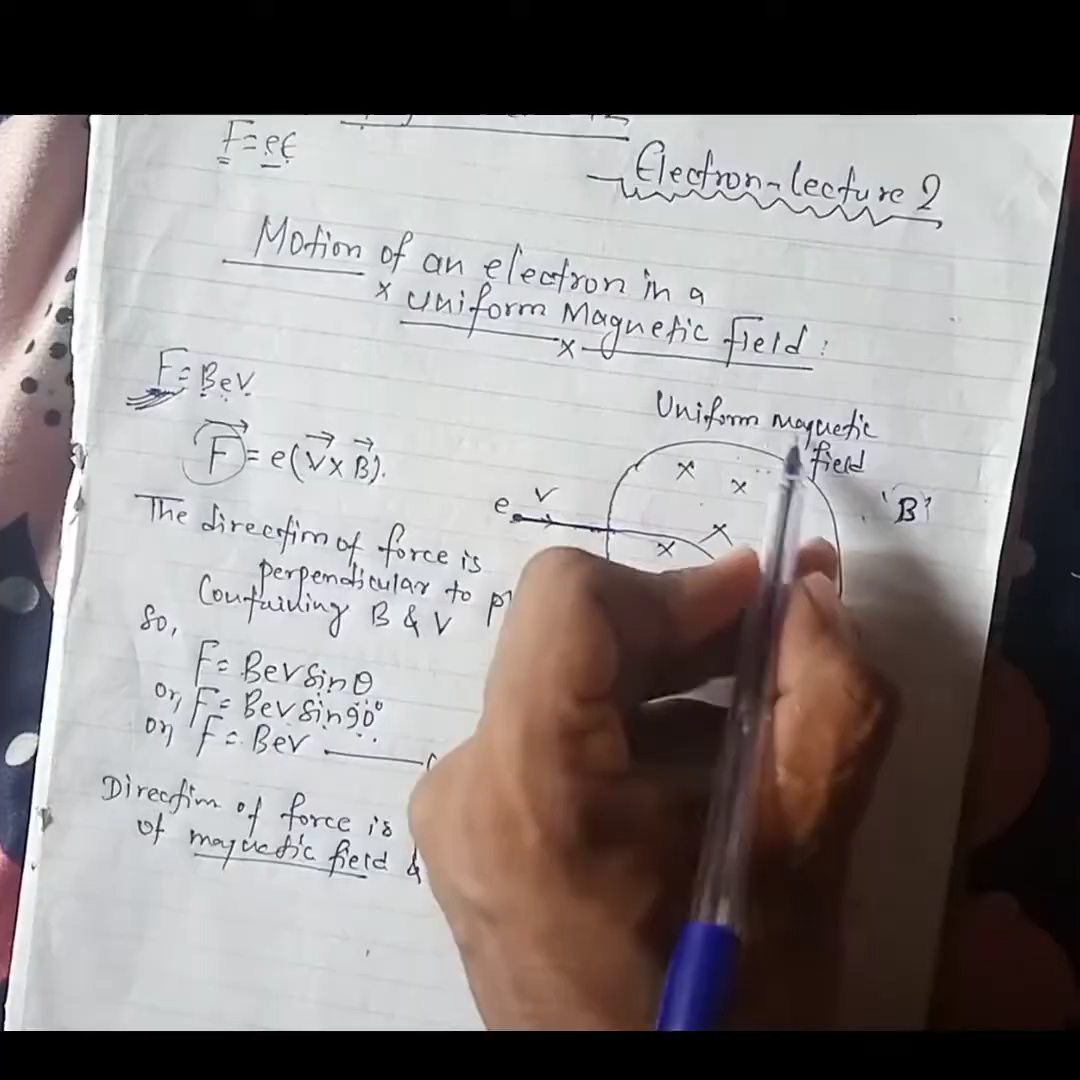 F=eE
Electron-lecture 2
Motion of an electron in a
x Uniform Magnetic Field:
x
F=BeV
Uniform magnetic
field
F = e(V x B).
x
x
'B'
e V
The direction of force is
x
x
perpendicular to
Containing B & V
So,
F= BeV Sinθ
or, F= BeV Sin90°
or, F= BeV
Direction of force is
of magnetic field &